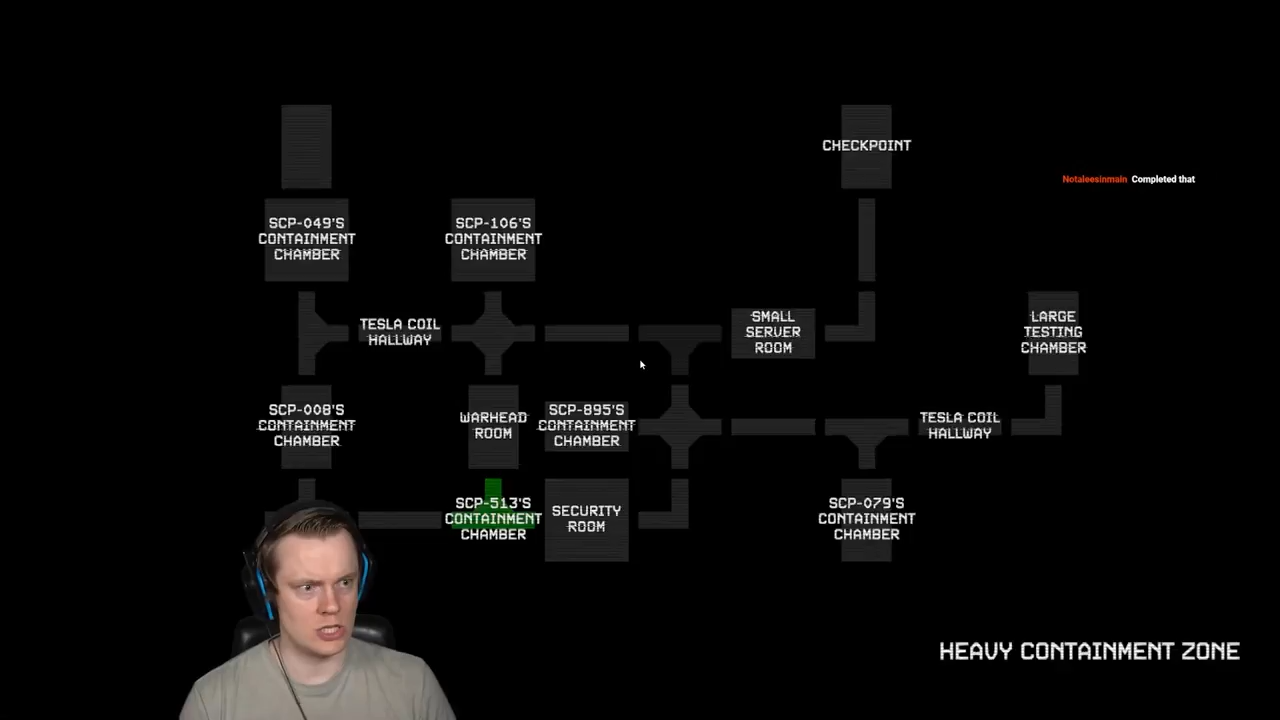 CHECKPOINT
Notaleesinmain Completed that
SCP-049'S
CONTAINMENT
CHAMBER
SCP-106'S
CONTAINMENT
CHAMBER
TESLA COIL
HALLWAY
SMALL
SERVER
ROOM
LARGE
TESTING
CHAMBER
SCP-008'S
CONTAINMENT
CHAMBER
WARHEAD
ROOM
SCP-895'S
CONTAINMENT
CHAMBER
TESLA COIL
HALLWAY
SCP-513'S
CONTAINMENT
CHAMBER
SECURITY
ROOM
SCP-079'S
CONTAINMENT
CHAMBER
HEAVY CONTAINMENT ZONE